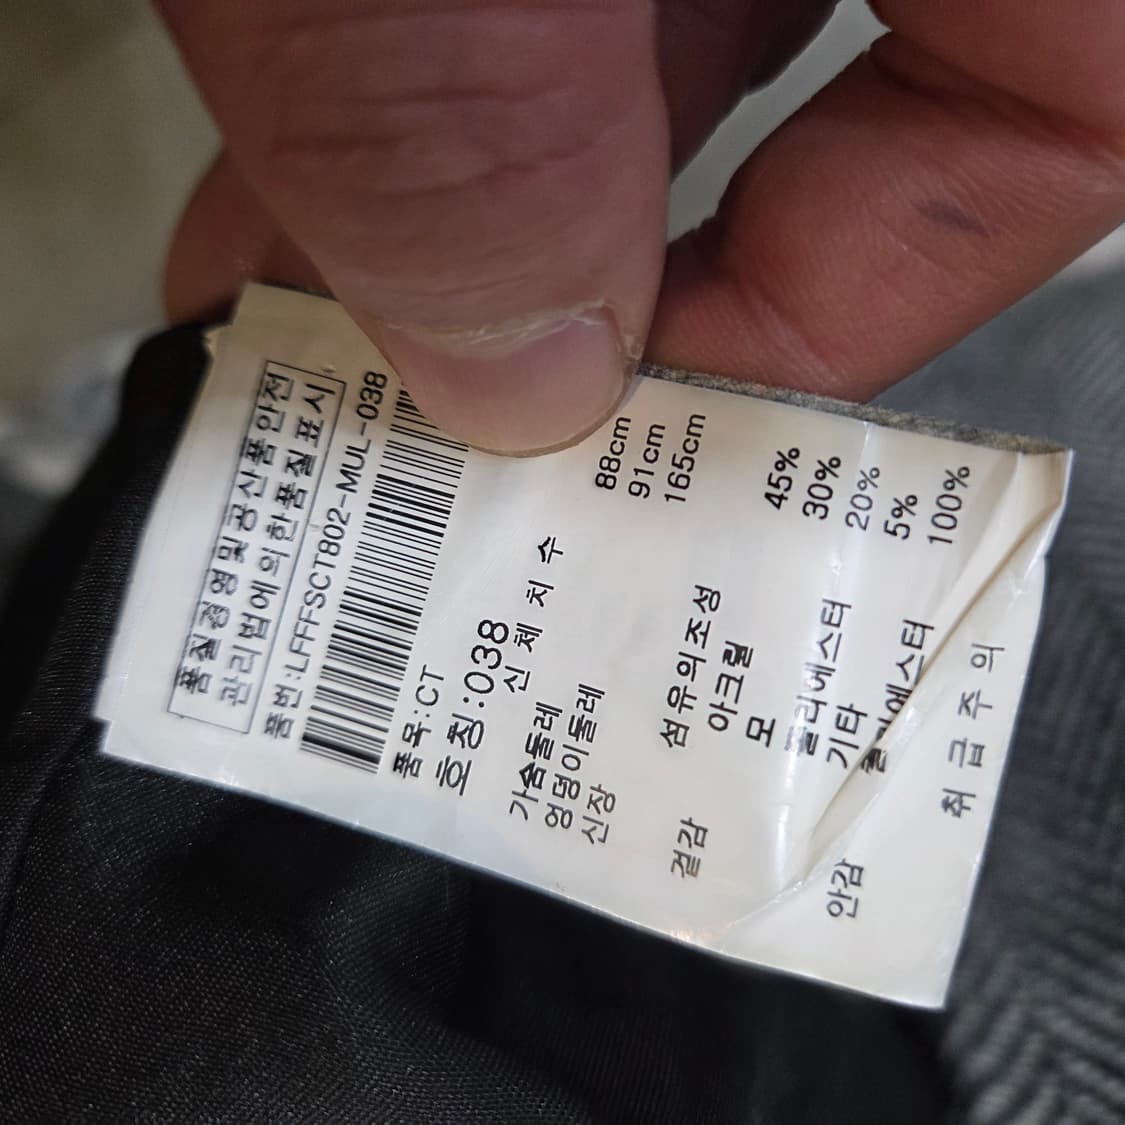 품질경영및공산품안전
관리법에의한품질표시
품번:LFFFSCT802-MUL-038
품목:CT
호칭:038
신 체 치 수
가슴둘레 88cm
엉덩이둘레 91cm
신장 165cm
섬유의조성
겉감 아크릴 45%
모 30%
폴리에스터 20%
기타 5%
안감 폴리에스터 100%
취 급 주 의